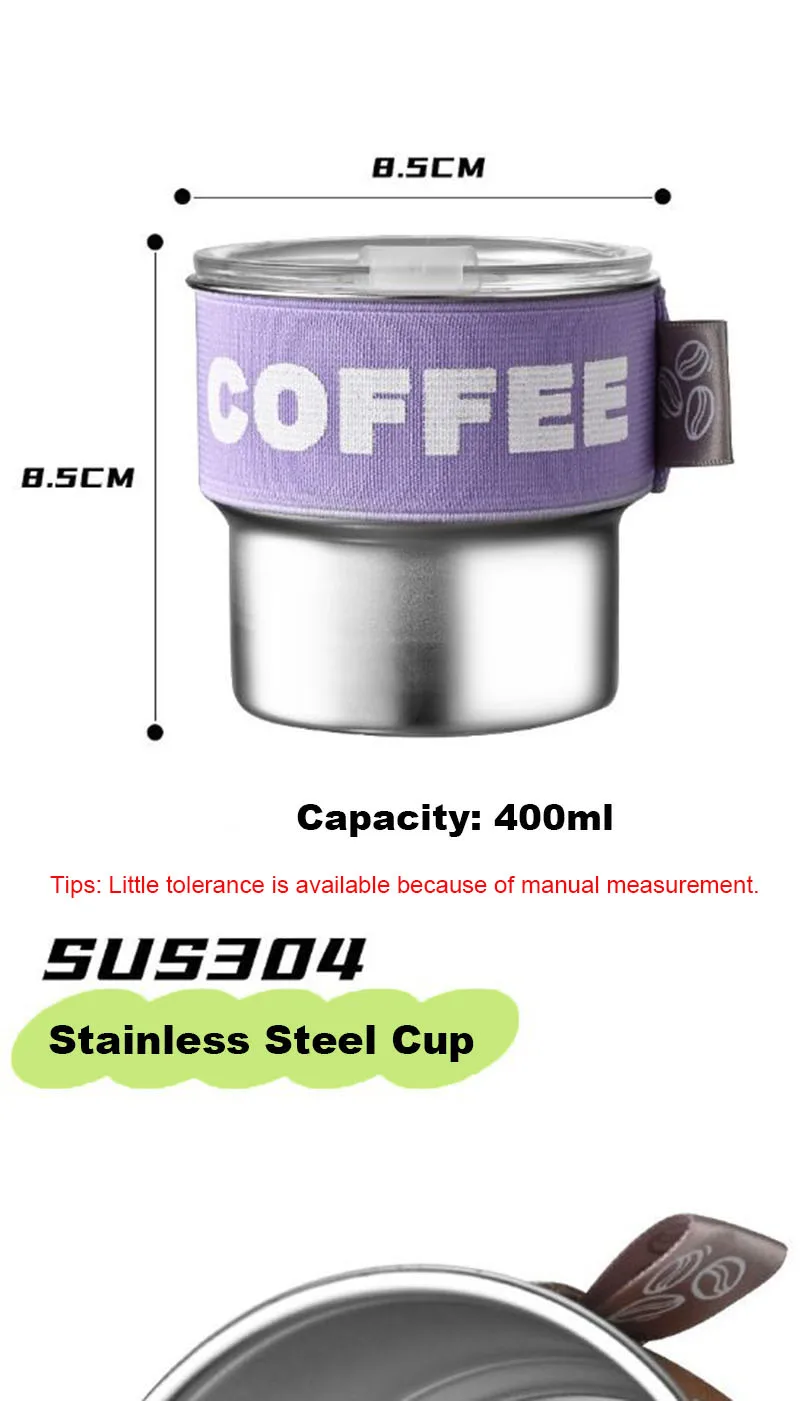 8.5CM
COFFEE
8.5CM
Capacity: 400ml
Tips: Little tolerance is available because of manual measurement.
SUS304
Stainless Steel Cup